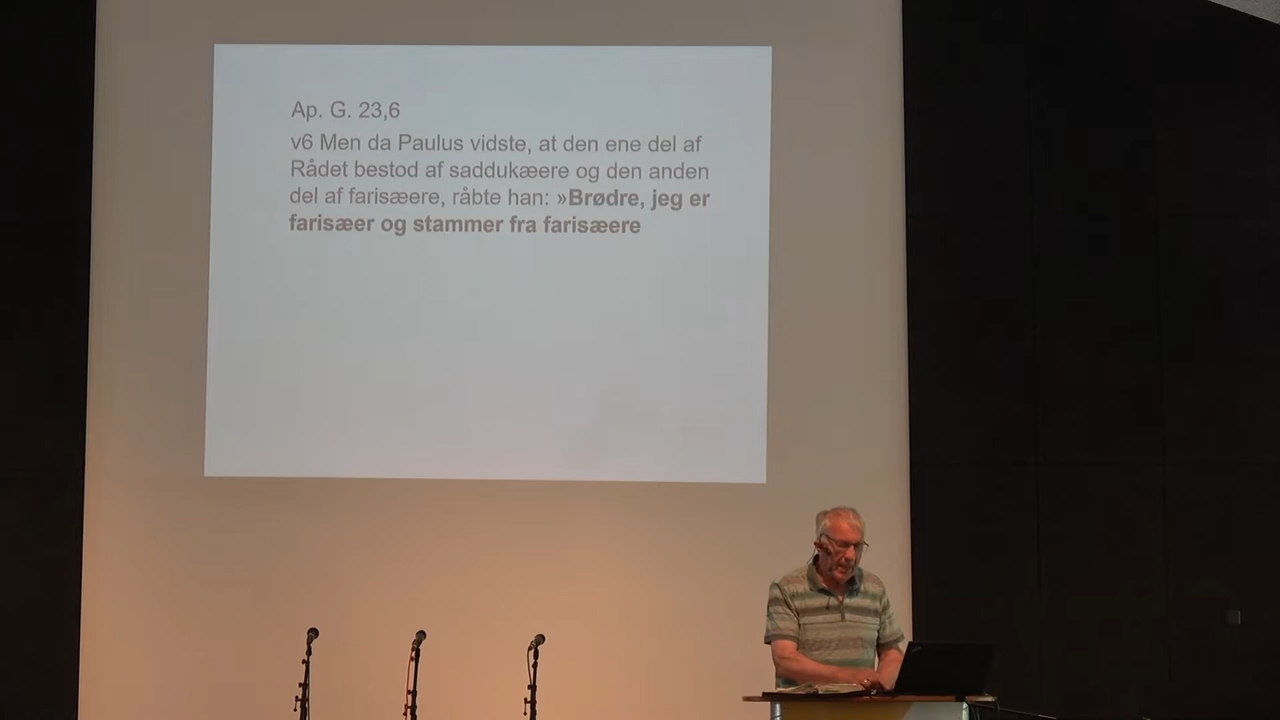 Ap. G. 23,6
v6 Men da Paulus vidste, at den ene del af
Rådet bestod af saddukæere og den anden
del af farisæere, råbte han: »Brødre, jeg er
farisæer og stammer fra farisæere